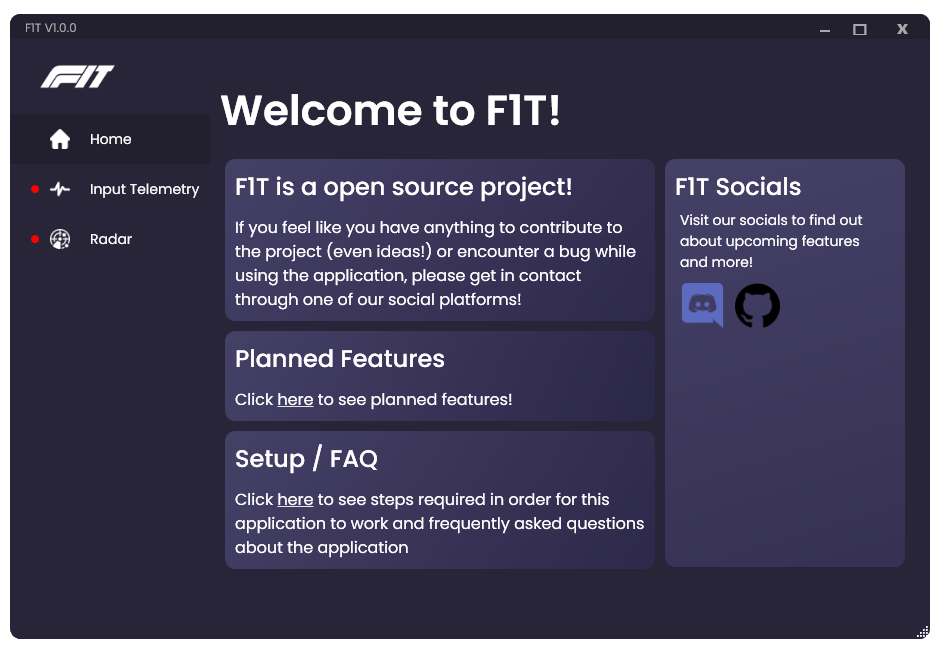 F1T V1.0.0
X
F1T
Home
Input Telemetry
Radar
Welcome to F1T!
F1T is a open source project!
If you feel like you have anything to contribute to
the project (even ideas!) or encounter a bug while
using the application, please get in contact
through one of our social platforms!
Planned Features
Click here to see planned features!
Setup / FAQ
Click here to see steps required in order for this
application to work and frequently asked questions
about the application
F1T Socials
Visit our socials to find out
about upcoming features
and more!